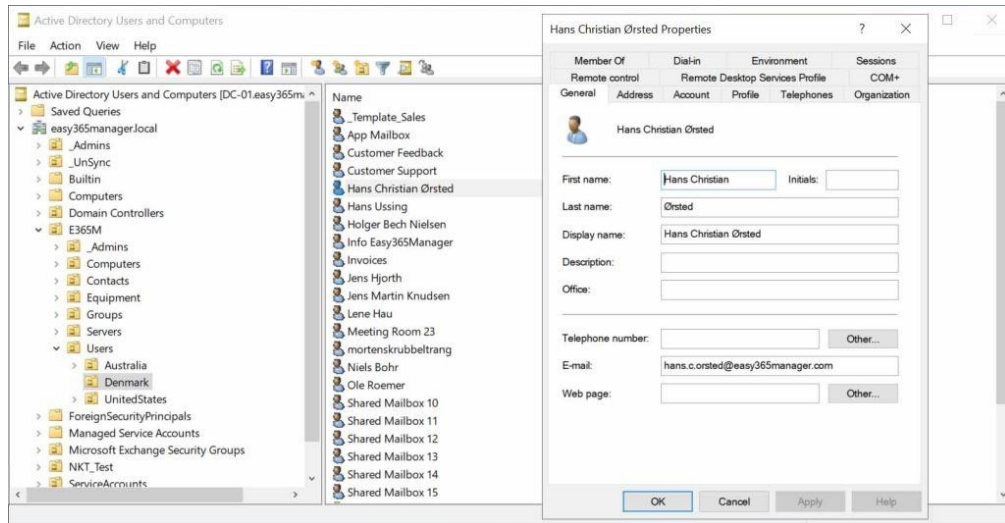 Active Directory Users and Computers
File Action View Help
Active Directory Users and Computers [DC-01.easy365m
Saved Queries
easy365manager.local
_Admins
_UnSync
Builtin
Computers
Domain Controllers
E365M
_Admins
Computers
Contacts
Equipment
Groups
Servers
Users
Australia
Denmark
UnitedStates
ForeignSecurityPrincipals
Managed Service Accounts
Microsoft Exchange Security Groups
NKT_Test
ServiceAccounts
Name
_Template_Sales
App Mailbox
Customer Feedback
Customer Support
Hans Christian Ørsted
Hans Ussing
Holger Bech Nielsen
Info Easy365Manager
Invoices
Jens Hjorth
Jens Martin Knudsen
Lene Hau
Meeting Room 23
mortenskrubbeltrang
Niels Bohr
Ole Roemer
Shared Mailbox 10
Shared Mailbox 11
Shared Mailbox 12
Shared Mailbox 13
Shared Mailbox 14
Shared Mailbox 15
Hans Christian Ørsted Properties ?
Member Of Dial-in Environment Sessions
Remote control Remote Desktop Services Profile COM+
General Address Account Profile Telephones Organization
Hans Christian Ørsted
First name: Hans Christian Initials:
Last name: Ørsted
Display name: Hans Christian Ørsted
Description:
Office:
Telephone number: Other...
E-mail: hans.c.orsted@easy365manager.com
Web page: Other...
OK Cancel Apply Help